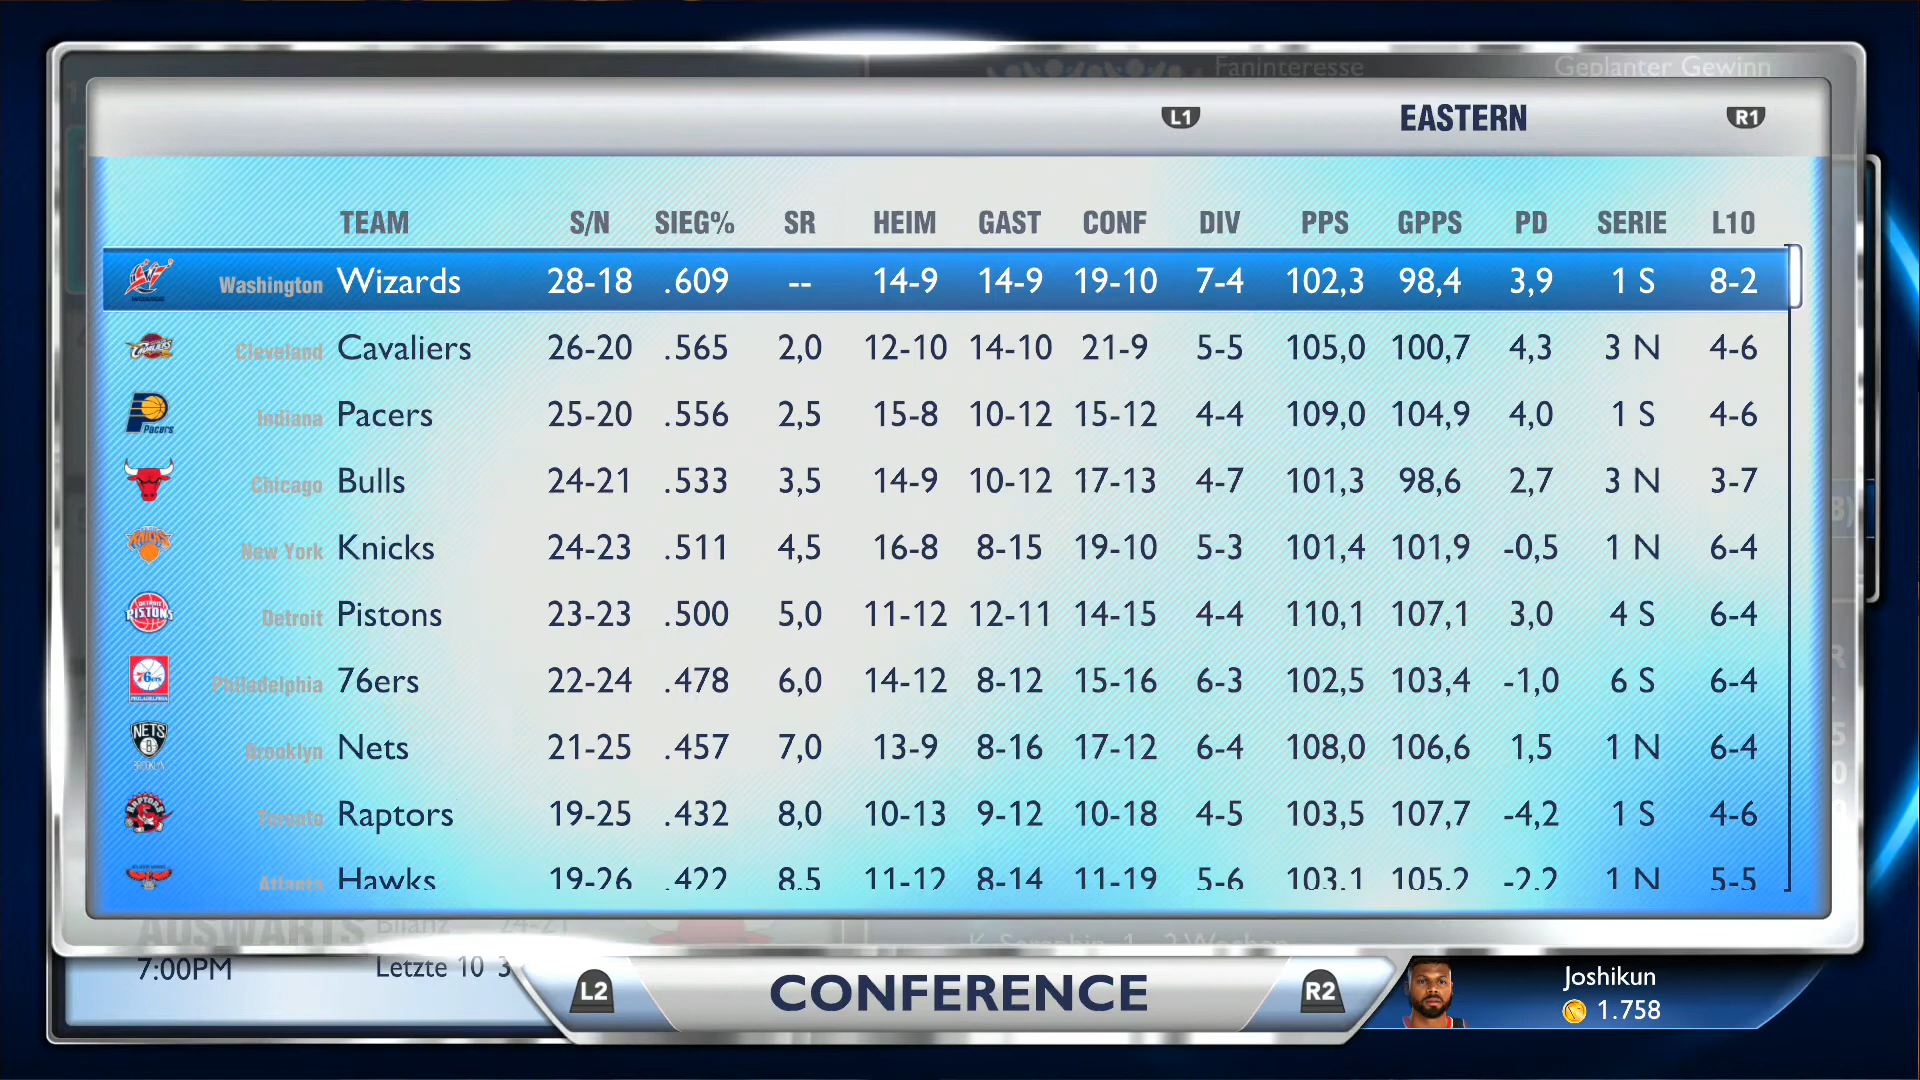 Faninteresse Geplanter Gewinn
L1 EASTERN R1
TEAM S/N SIEG% SR HEIM GAST CONF DIV PPS GPPS PD SERIE L10
Washington Wizards 28-18 .609 -- 14-9 14-9 19-10 7-4 102,3 98,4 3,9 1 S 8-2
Cleveland Cavaliers 26-20 .565 2,0 12-10 14-10 21-9 5-5 105,0 100,7 4,3 3 N 4-6
Indiana Pacers 25-20 .556 2,5 15-8 10-12 15-12 4-4 109,0 104,9 4,0 1 S 4-6
Chicago Bulls 24-21 .533 3,5 14-9 10-12 17-13 4-7 101,3 98,6 2,7 3 N 3-7
New York Knicks 24-23 .511 4,5 16-8 8-15 19-10 5-3 101,4 101,9 -0,5 1 N 6-4
Detroit Pistons 23-23 .500 5,0 11-12 12-11 14-15 4-4 110,1 107,1 3,0 4 S 6-4
Philadelphia 76ers 22-24 .478 6,0 14-12 8-12 15-16 6-3 102,5 103,4 -1,0 6 S 6-4
Brooklyn Nets 21-25 .457 7,0 13-9 8-16 17-12 6-4 108,0 106,6 1,5 1 N 6-4
Toronto Raptors 19-25 .432 8,0 10-13 9-12 10-18 4-5 103,5 107,7 -4,2 1 S 4-6
Atlanta Hawks 19-26 .422 8,5 11-12 8-14 11-19 5-6 103,1 105,2 -2,2 1 N 5-5
AUSWÄRTS Bilanz 24-21
7:00PM Letzte 10 3
L2 CONFERENCE R2
Joshikun
1.758